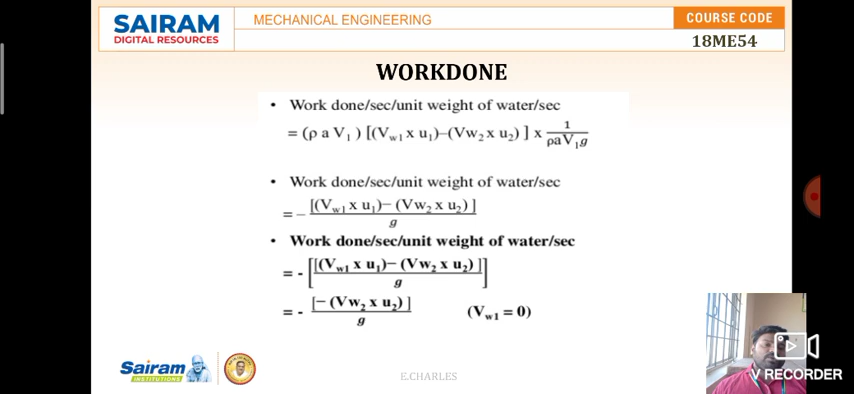 SAIRAM
DIGITAL RESOURCES
MECHANICAL ENGINEERING
COURSE CODE
18ME54
WORKDONE
• Work done/sec/unit weight of water/sec
= (ρ a V₁ ) [(Vw1 x u₁)–(Vw₂ x u₂) ] x 1/ρaV₁g
• Work done/sec/unit weight of water/sec
= – [(Vw1 x u₁)– (Vw₂ x u₂) ]/g
• Work done/sec/unit weight of water/sec
= - [[(Vw1 x u₁)– (Vw₂ x u₂) ]/g]
= - [– (Vw₂ x u₂) ]/g (Vw1 = 0)
Sairam
INSTITUTIONS
E.CHARLES
V RECORDER